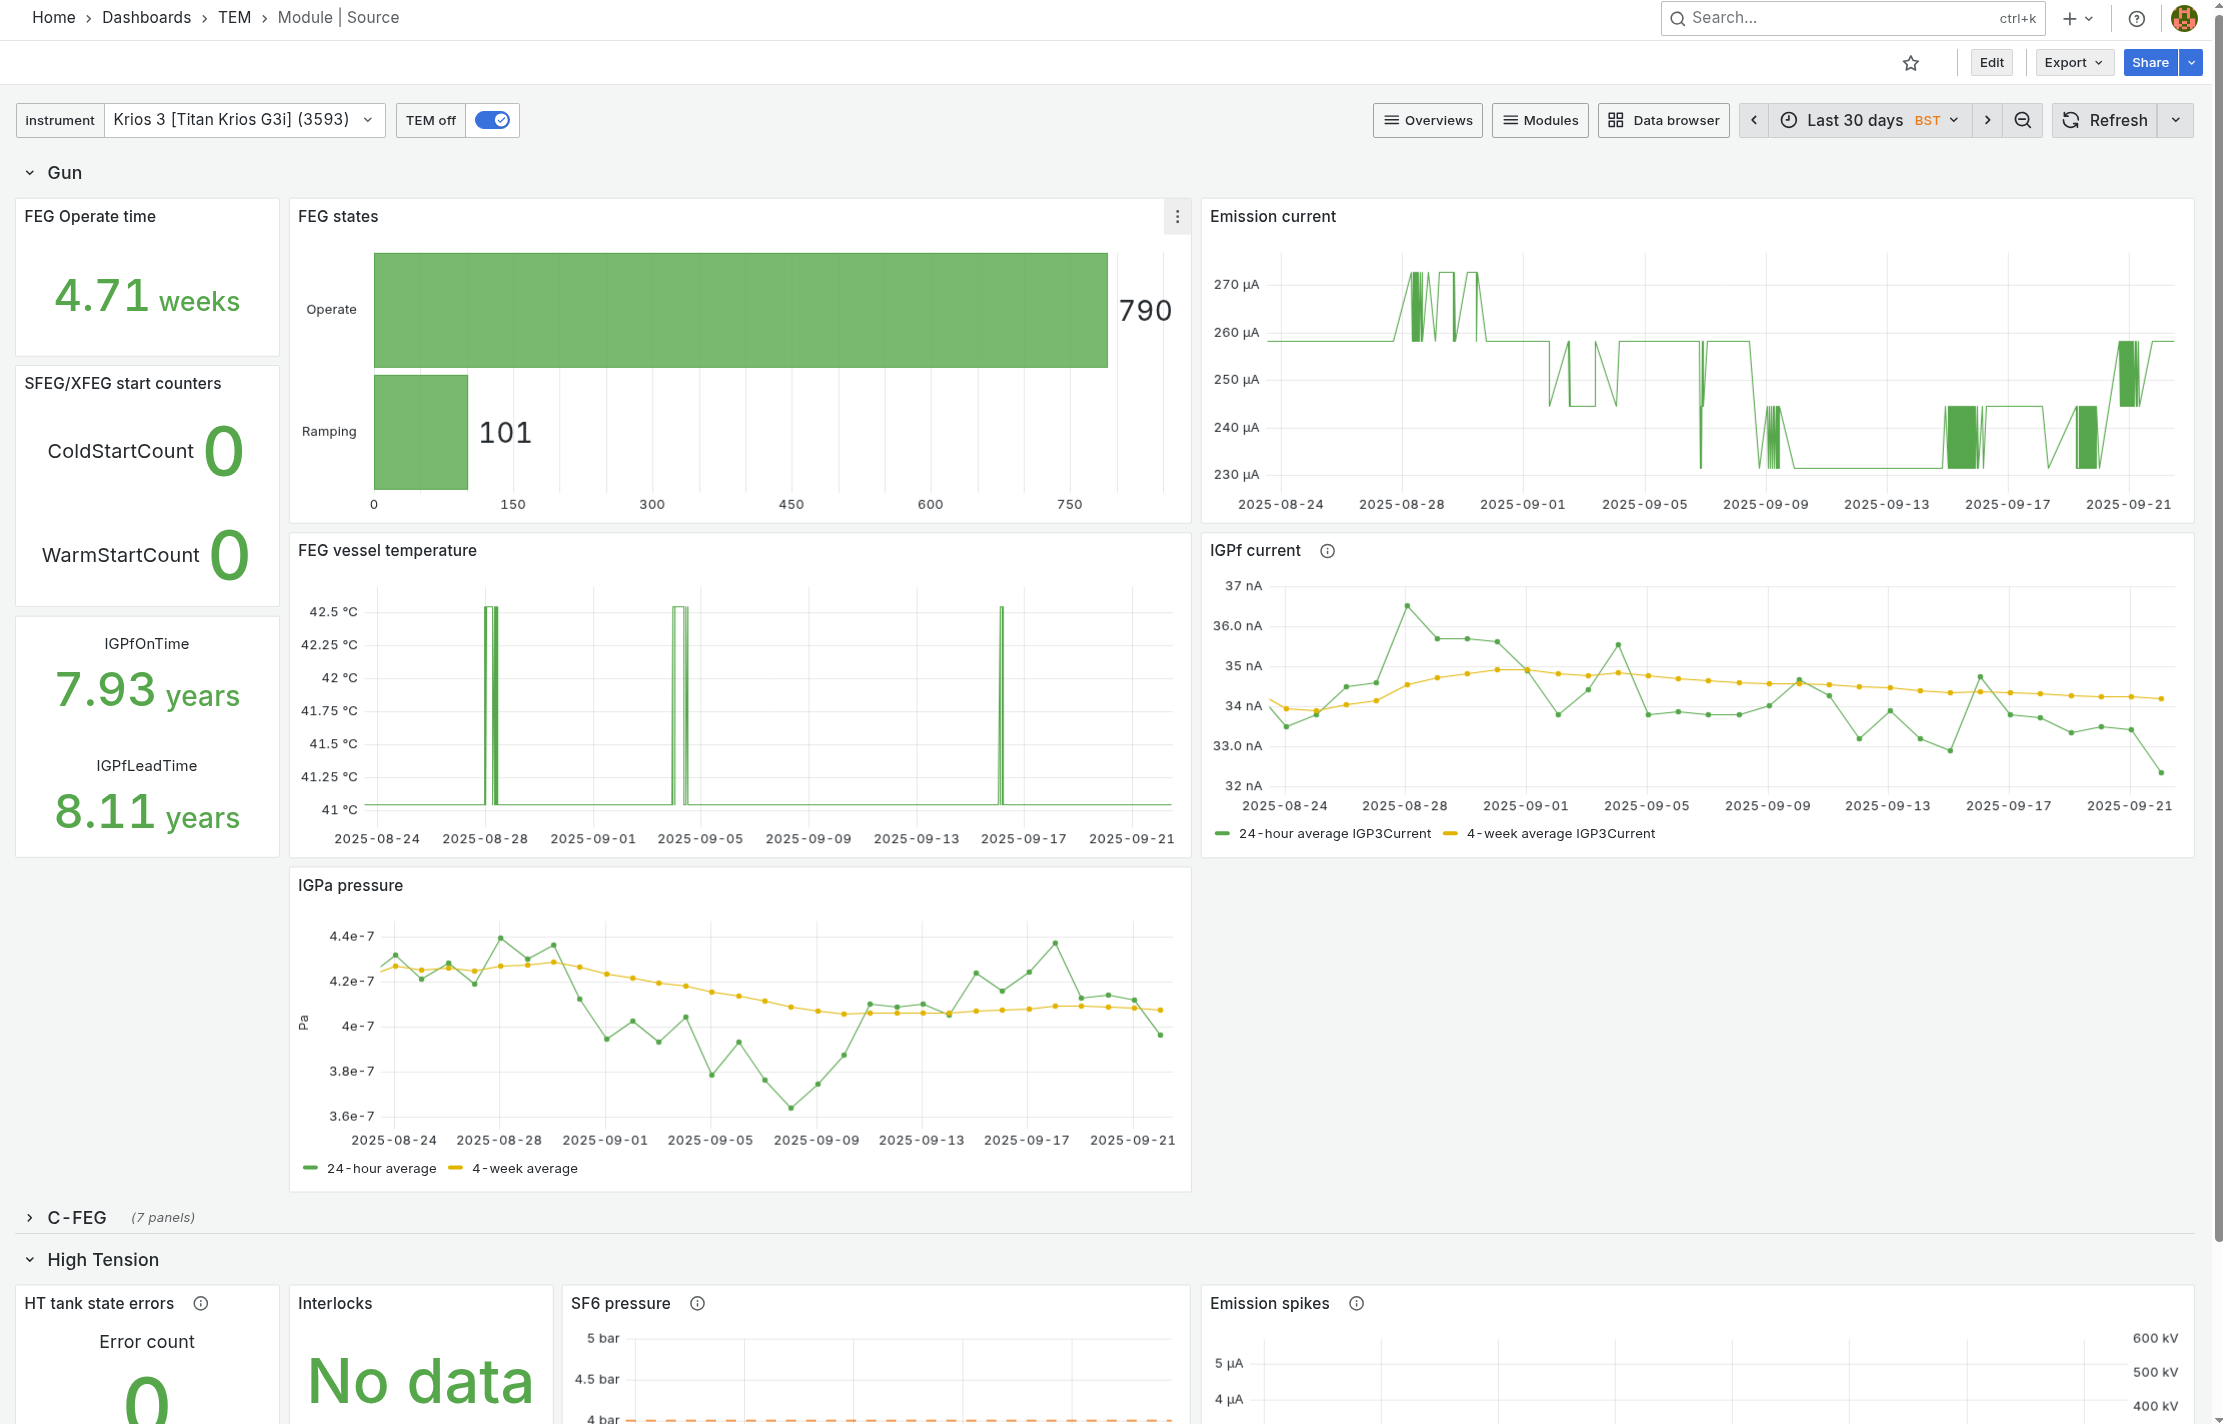 Home › Dashboards › TEM › Module | Source
Search... ctrl+k
Edit Export Share
instrument Krios 3 [Titan Krios G3i] (3593) TEM off
Overviews Modules Data browser Last 30 days BST Refresh
Gun
FEG Operate time
4.71 weeks
SFEG/XFEG start counters
ColdStartCount 0
WarmStartCount 0
IGPfOnTime
7.93 years
IGPfLeadTime
8.11 years
FEG states
Operate 790
Ramping 101
0 150 300 450 600 750
Emission current
270 µA
260 µA
250 µA
240 µA
230 µA
2025-08-24 2025-08-28 2025-09-01 2025-09-05 2025-09-09 2025-09-13 2025-09-17 2025-09-21
FEG vessel temperature
42.5 °C
42.25 °C
42 °C
41.75 °C
41.5 °C
41.25 °C
41 °C
2025-08-24 2025-08-28 2025-09-01 2025-09-05 2025-09-09 2025-09-13 2025-09-17 2025-09-21
IGPf current
37 nA
36.0 nA
35 nA
34 nA
33.0 nA
32 nA
2025-08-24 2025-08-28 2025-09-01 2025-09-05 2025-09-09 2025-09-13 2025-09-17 2025-09-21
24-hour average IGP3Current 4-week average IGP3Current
IGPa pressure
Pa
4.4e-7
4.2e-7
4e-7
3.8e-7
3.6e-7
2025-08-24 2025-08-28 2025-09-01 2025-09-05 2025-09-09 2025-09-13 2025-09-17 2025-09-21
24-hour average 4-week average
C-FEG (7 panels)
High Tension
HT tank state errors
Error count
0
Interlocks
No data
SF6 pressure
5 bar
4.5 bar
4 bar
Emission spikes
5 µA
4 µA
600 kV
500 kV
400 kV